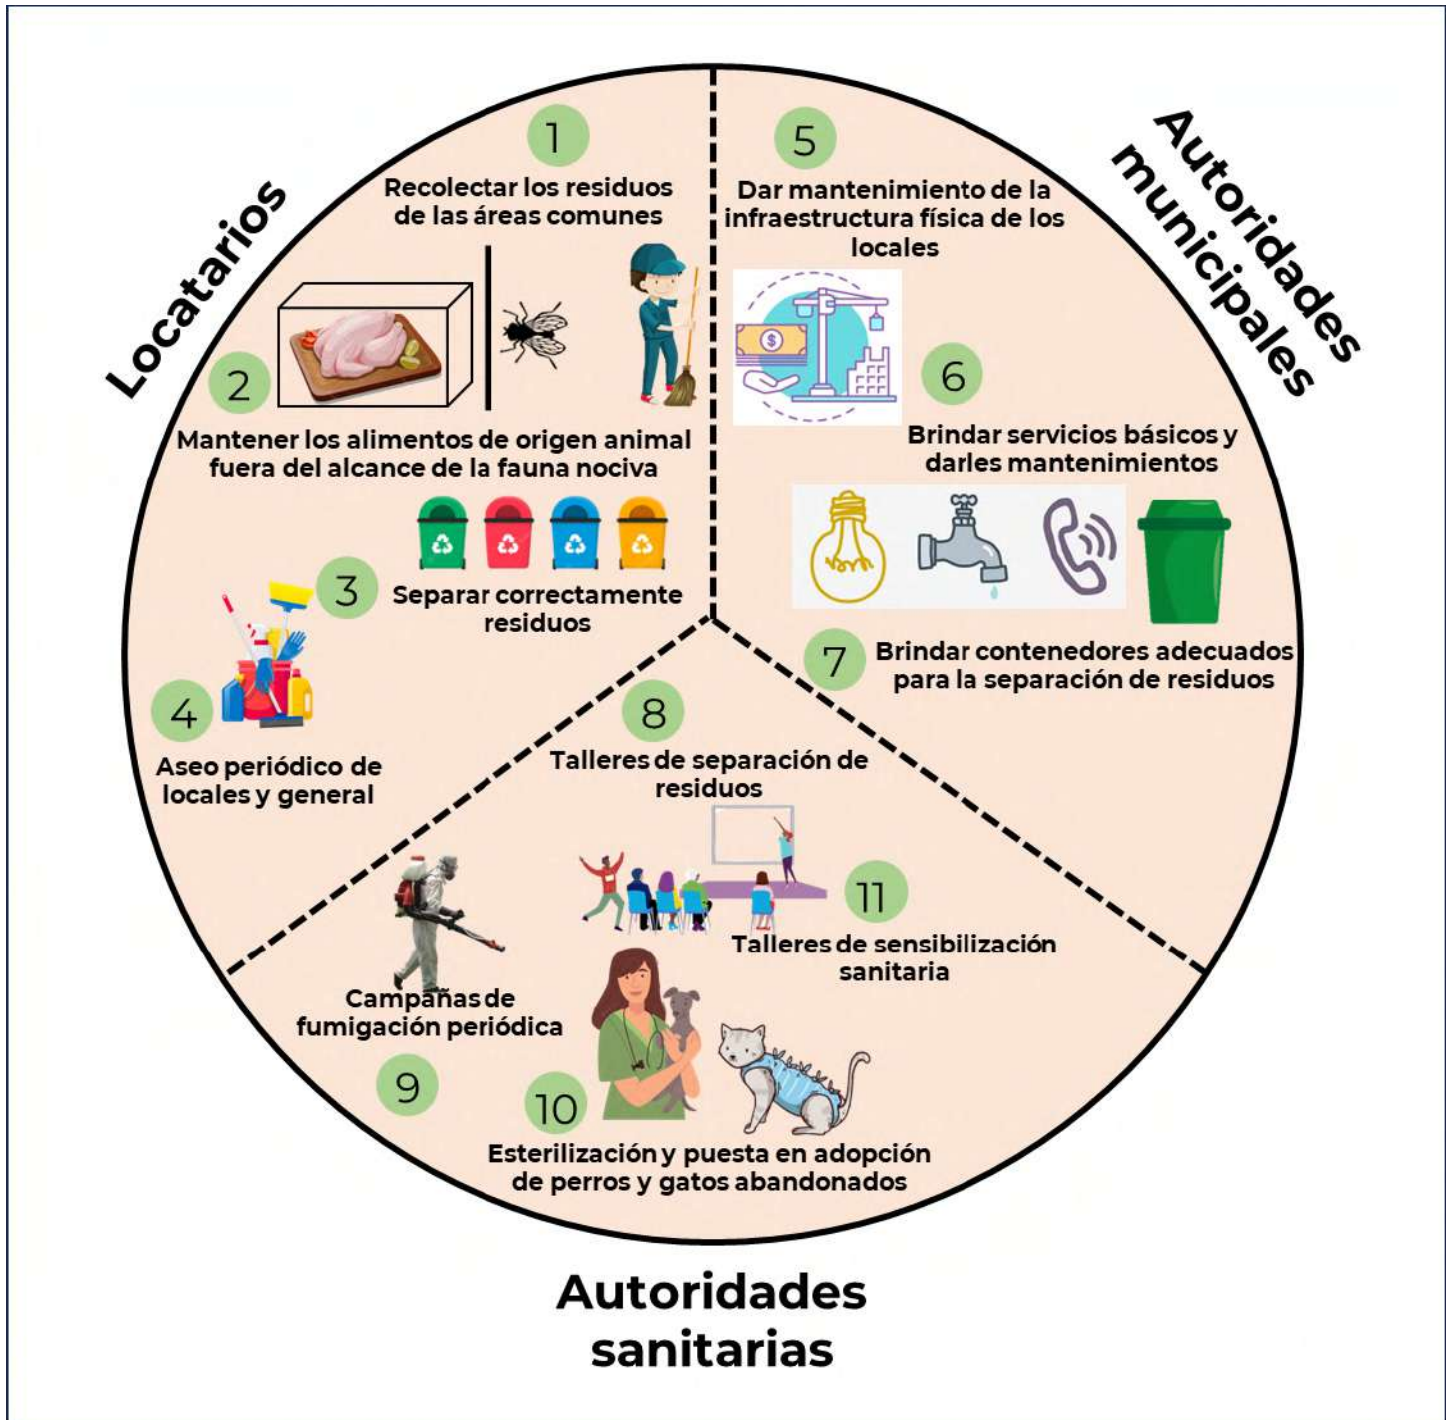 Locatarios
1
Recolectar los residuos
de las áreas comunes
2
Mantener los alimentos de origen animal
fuera del alcance de la fauna nociva
3
Separar correctamente
residuos
4
Aseo periódico de
locales y general
Autoridades
municipales
5
Dar mantenimiento de la
infraestructura física de los
locales
$
6
Brindar servicios básicos y
darles mantenimientos
7
Brindar contenedores adecuados
para la separación de residuos
8
Talleres de separación de
residuos
11
Talleres de sensibilización
sanitaria
Campañas de
fumigación periódica
9
10
Esterilización y puesta en adopción
de perros y gatos abandonados
Autoridades
sanitarias